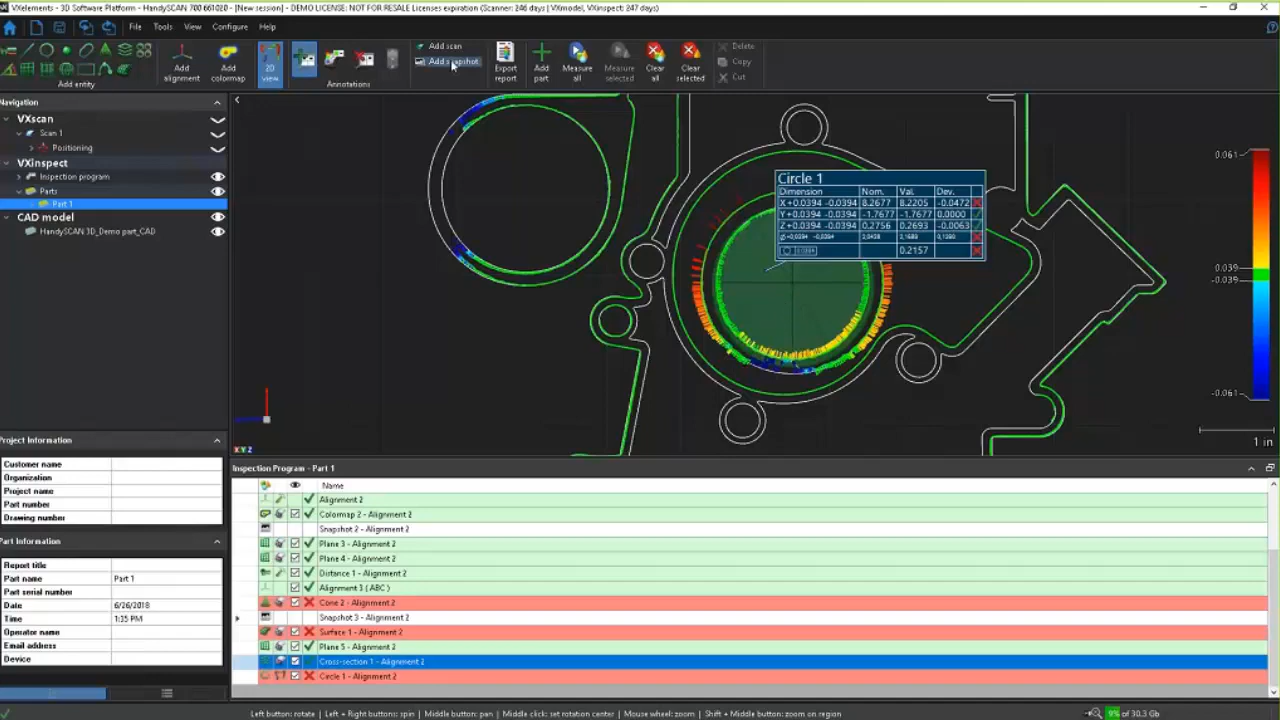 VXelements - 3D Software Platform - HandySCAN 700 661020 - [New session] - DEMO LICENSE: NOT FOR RESALE Licenses expiration (Scanner: 246 days | VXmodel, VXinspect: 247 days)
File Tools View Configure Help
Add entity
Add alignment
Add colormap
2D view
Annotations
Add scan
Add snapshot
Export report
Add part
Measure all
Measure selected
Clear all
Clear selected
Delete
Copy
Cut
Navigation
VXscan
Scan 1
Positioning
VXinspect
Inspection program
Parts
Part 1
CAD model
HandySCAN 3D_Demo part_CAD
Circle 1
Dimension Nom. Val. Dev.
X +0.0394 -0.0394 8.2677 8.2205 -0.0472
Y +0.0394 -0.0394 -1.7677 -1.7677 0.0000
Z +0.0394 -0.0394 0.2756 0.2693 -0.0063
0.2157
0.061
0.039
-0.039
-0.061
1 in
X Y Z
Project Information
Customer name
Organization
Project name
Part number
Drawing number
Part Information
Report title
Part name Part 1
Part serial number
Date 6/26/2018
Time 1:35 PM
Operator name
Email address
Device
Inspection Program - Part 1
Name
Alignment 2
Colormap 2 - Alignment 2
Snapshot 2 - Alignment 2
Plane 3 - Alignment 2
Plane 4 - Alignment 2
Distance 1 - Alignment 2
Alignment 3 ( ABC )
Cone 2 - Alignment 2
Snapshot 3 - Alignment 2
Surface 1 - Alignment 2
Plane 5 - Alignment 2
Cross-section 1 - Alignment 2
Circle 1 - Alignment 2
Left button: rotate | Left + Right buttons: spin | Middle button: pan | Middle click: set rotation center | Mouse wheel: zoom | Shift + Middle button: zoom on region
9% of 30.3 Gb